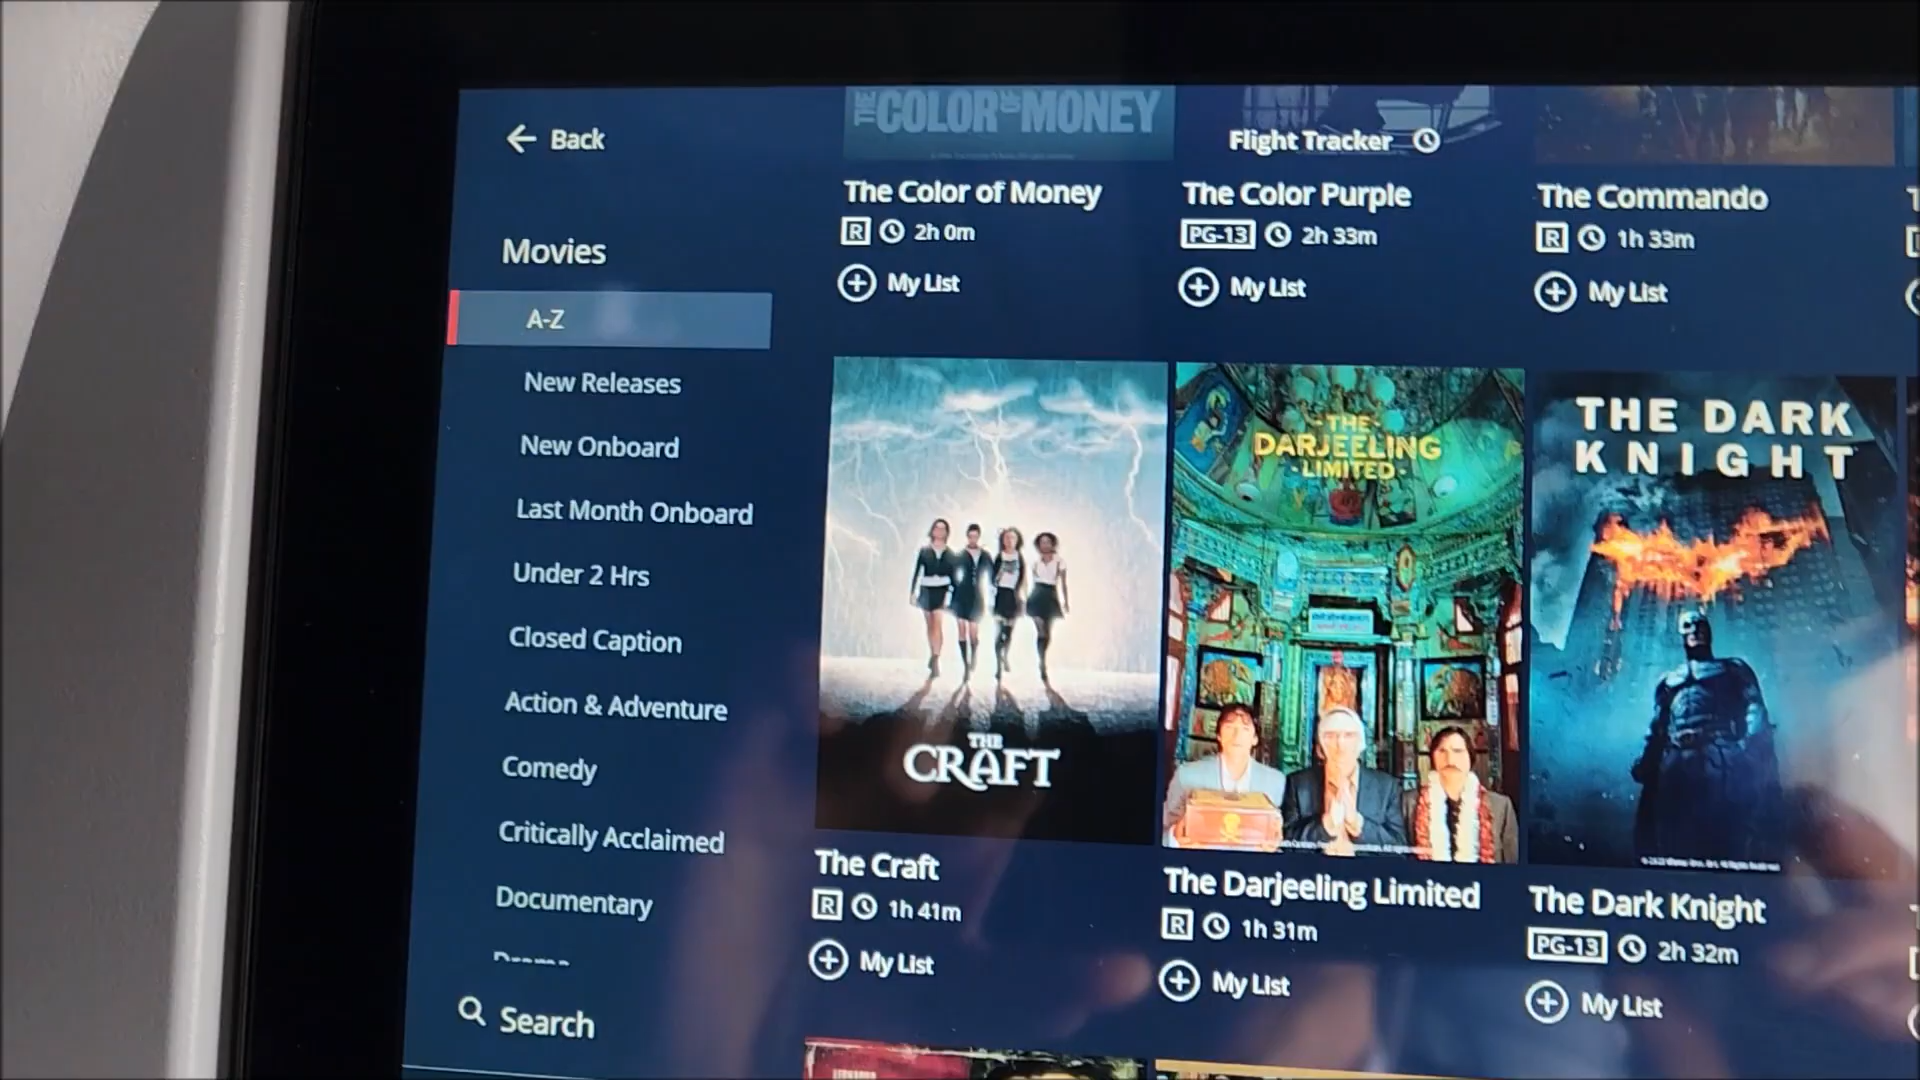 Back
Movies
A-Z
New Releases
New Onboard
Last Month Onboard
Under 2 Hrs
Closed Caption
Action & Adventure
Comedy
Critically Acclaimed
Documentary
Drama
Search
THE COLOR OF MONEY
Flight Tracker
The Color of Money
R 2h 0m
My List
The Color Purple
PG-13 2h 33m
My List
The Commando
R 1h 33m
My List
THE
CRAFT
The Craft
R 1h 41m
My List
-THE-
DARJEELING
-LIMITED-
The Darjeeling Limited
R 1h 31m
My List
THE DARK
KNIGHT
The Dark Knight
PG-13 2h 32m
My List